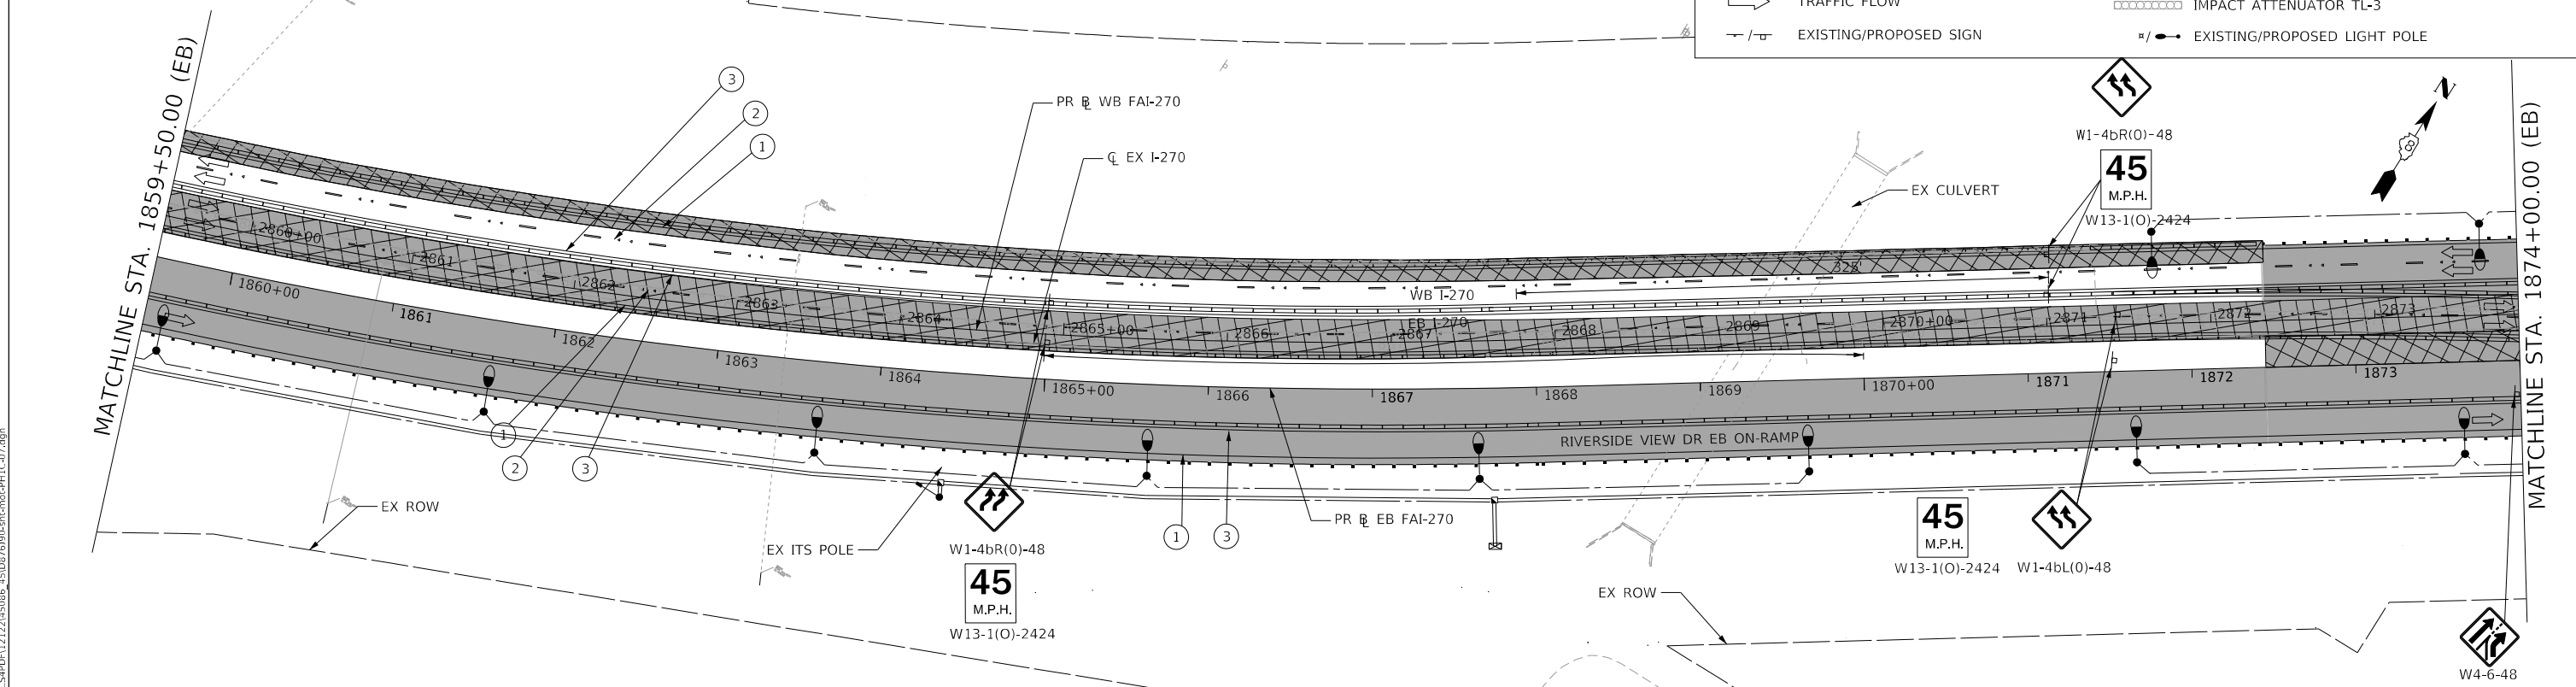 TRAFFIC FLOW
IMPACT ATTENUATOR TL-3
EXISTING/PROPOSED SIGN
EXISTING/PROPOSED LIGHT POLE
MATCHLINE STA. 1859+50.00 (EB)
MATCHLINE STA. 1874+00.00 (EB)
N
3
2
1
PR BL WB FAI-270
CL EX I-270
EX CULVERT
W1-4bR(O)-48
45
M.P.H.
W13-1(O)-2424
325'
WB I-270
EB I-270
2860+00
2861
2862
2863
2864
2865+00
2866
2867
2868
2869
2870+00
2871
2872
2873
1860+00
1861
1862
1863
1864
1865+00
1866
1867
1868
1869
1870+00
1871
1872
1873
RIVERSIDE VIEW DR EB ON-RAMP
1
2
3
EX ROW
EX ITS POLE
W1-4bR(O)-48
45
M.P.H.
W13-1(O)-2424
1
3
PR BL EB FAI-270
45
M.P.H.
W13-1(O)-2424
W1-4bL(O)-48
EX ROW
W4-6-48